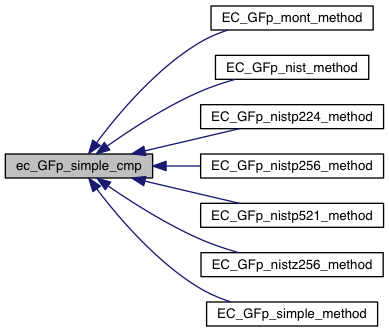 EC_GFp_mont_method
EC_GFp_nist_method
EC_GFp_nistp224_method
ec_GFp_simple_cmp
EC_GFp_nistp256_method
EC_GFp_nistp521_method
EC_GFp_nistz256_method
EC_GFp_simple_method